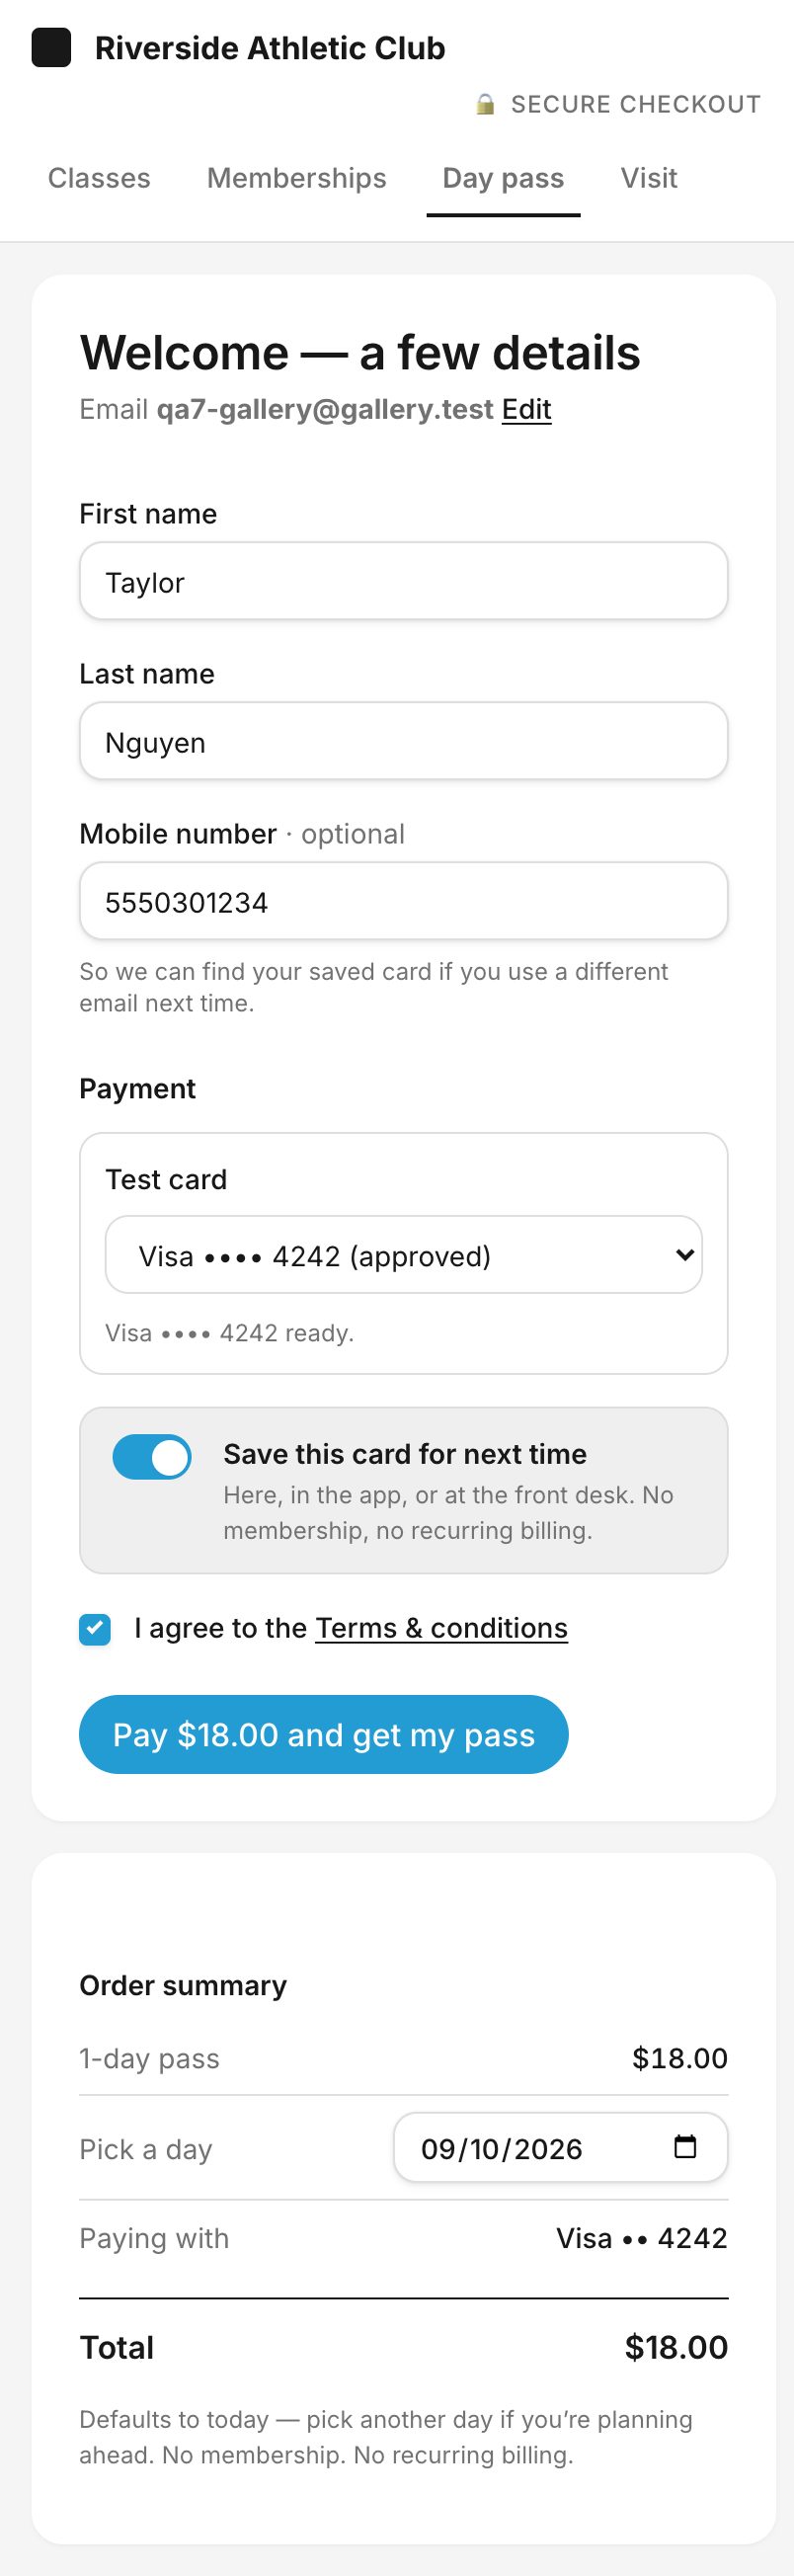 Riverside Athletic Club
🔒 SECURE CHECKOUT
Classes Memberships Day pass Visit
Welcome — a few details
Email qa7-gallery@gallery.test Edit
First name
Taylor
Last name
Nguyen
Mobile number · optional
5550301234
So we can find your saved card if you use a different
email next time.
Payment
Test card
Visa •••• 4242 (approved)
Visa •••• 4242 ready.
Save this card for next time
Here, in the app, or at the front desk. No
membership, no recurring billing.
I agree to the Terms & conditions
Pay $18.00 and get my pass
Order summary
1-day pass $18.00
Pick a day 09/10/2026
Paying with Visa •• 4242
Total $18.00
Defaults to today — pick another day if you’re planning
ahead. No membership. No recurring billing.